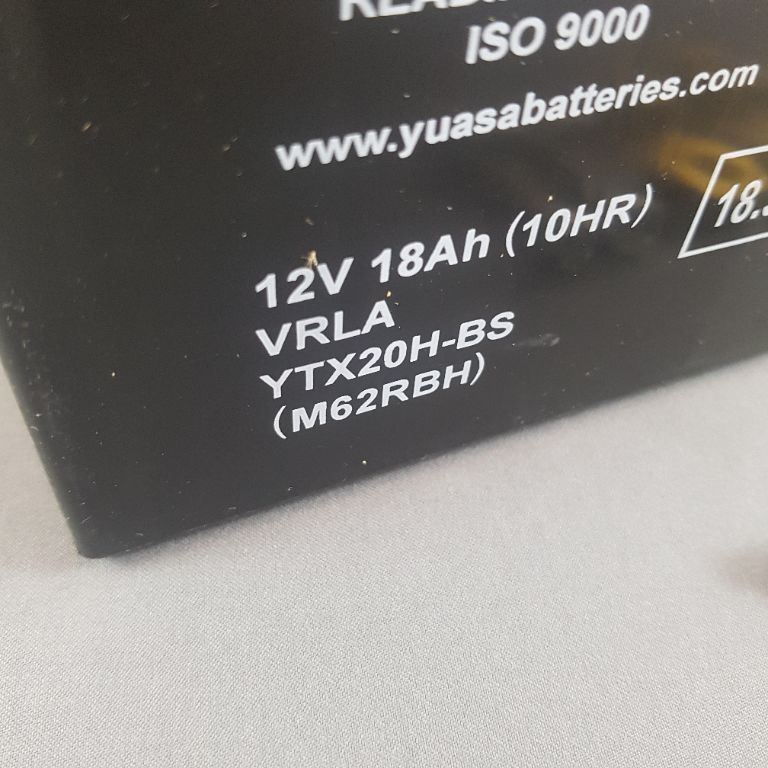 ISO 9000
www.yuasabatteries.com
12V 18Ah (10HR)
VRLA
YTX20H-BS
(M62RBH)